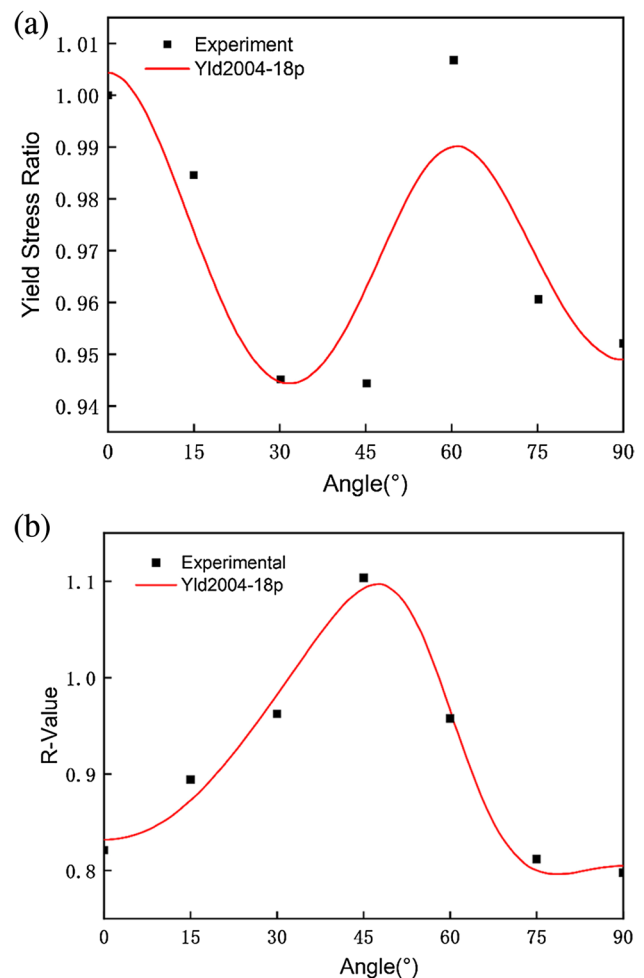 (a)
Experiment
Yld2004-18p
1.01
1.00
0.99
0.98
0.97
0.96
0.95
0.94
Yield Stress Ratio
0 15 30 45 60 75 90
Angle(°)
(b)
Experimental
Yld2004-18p
1.1
1.0
0.9
0.8
R-Value
0 15 30 45 60 75 90
Angle(°)